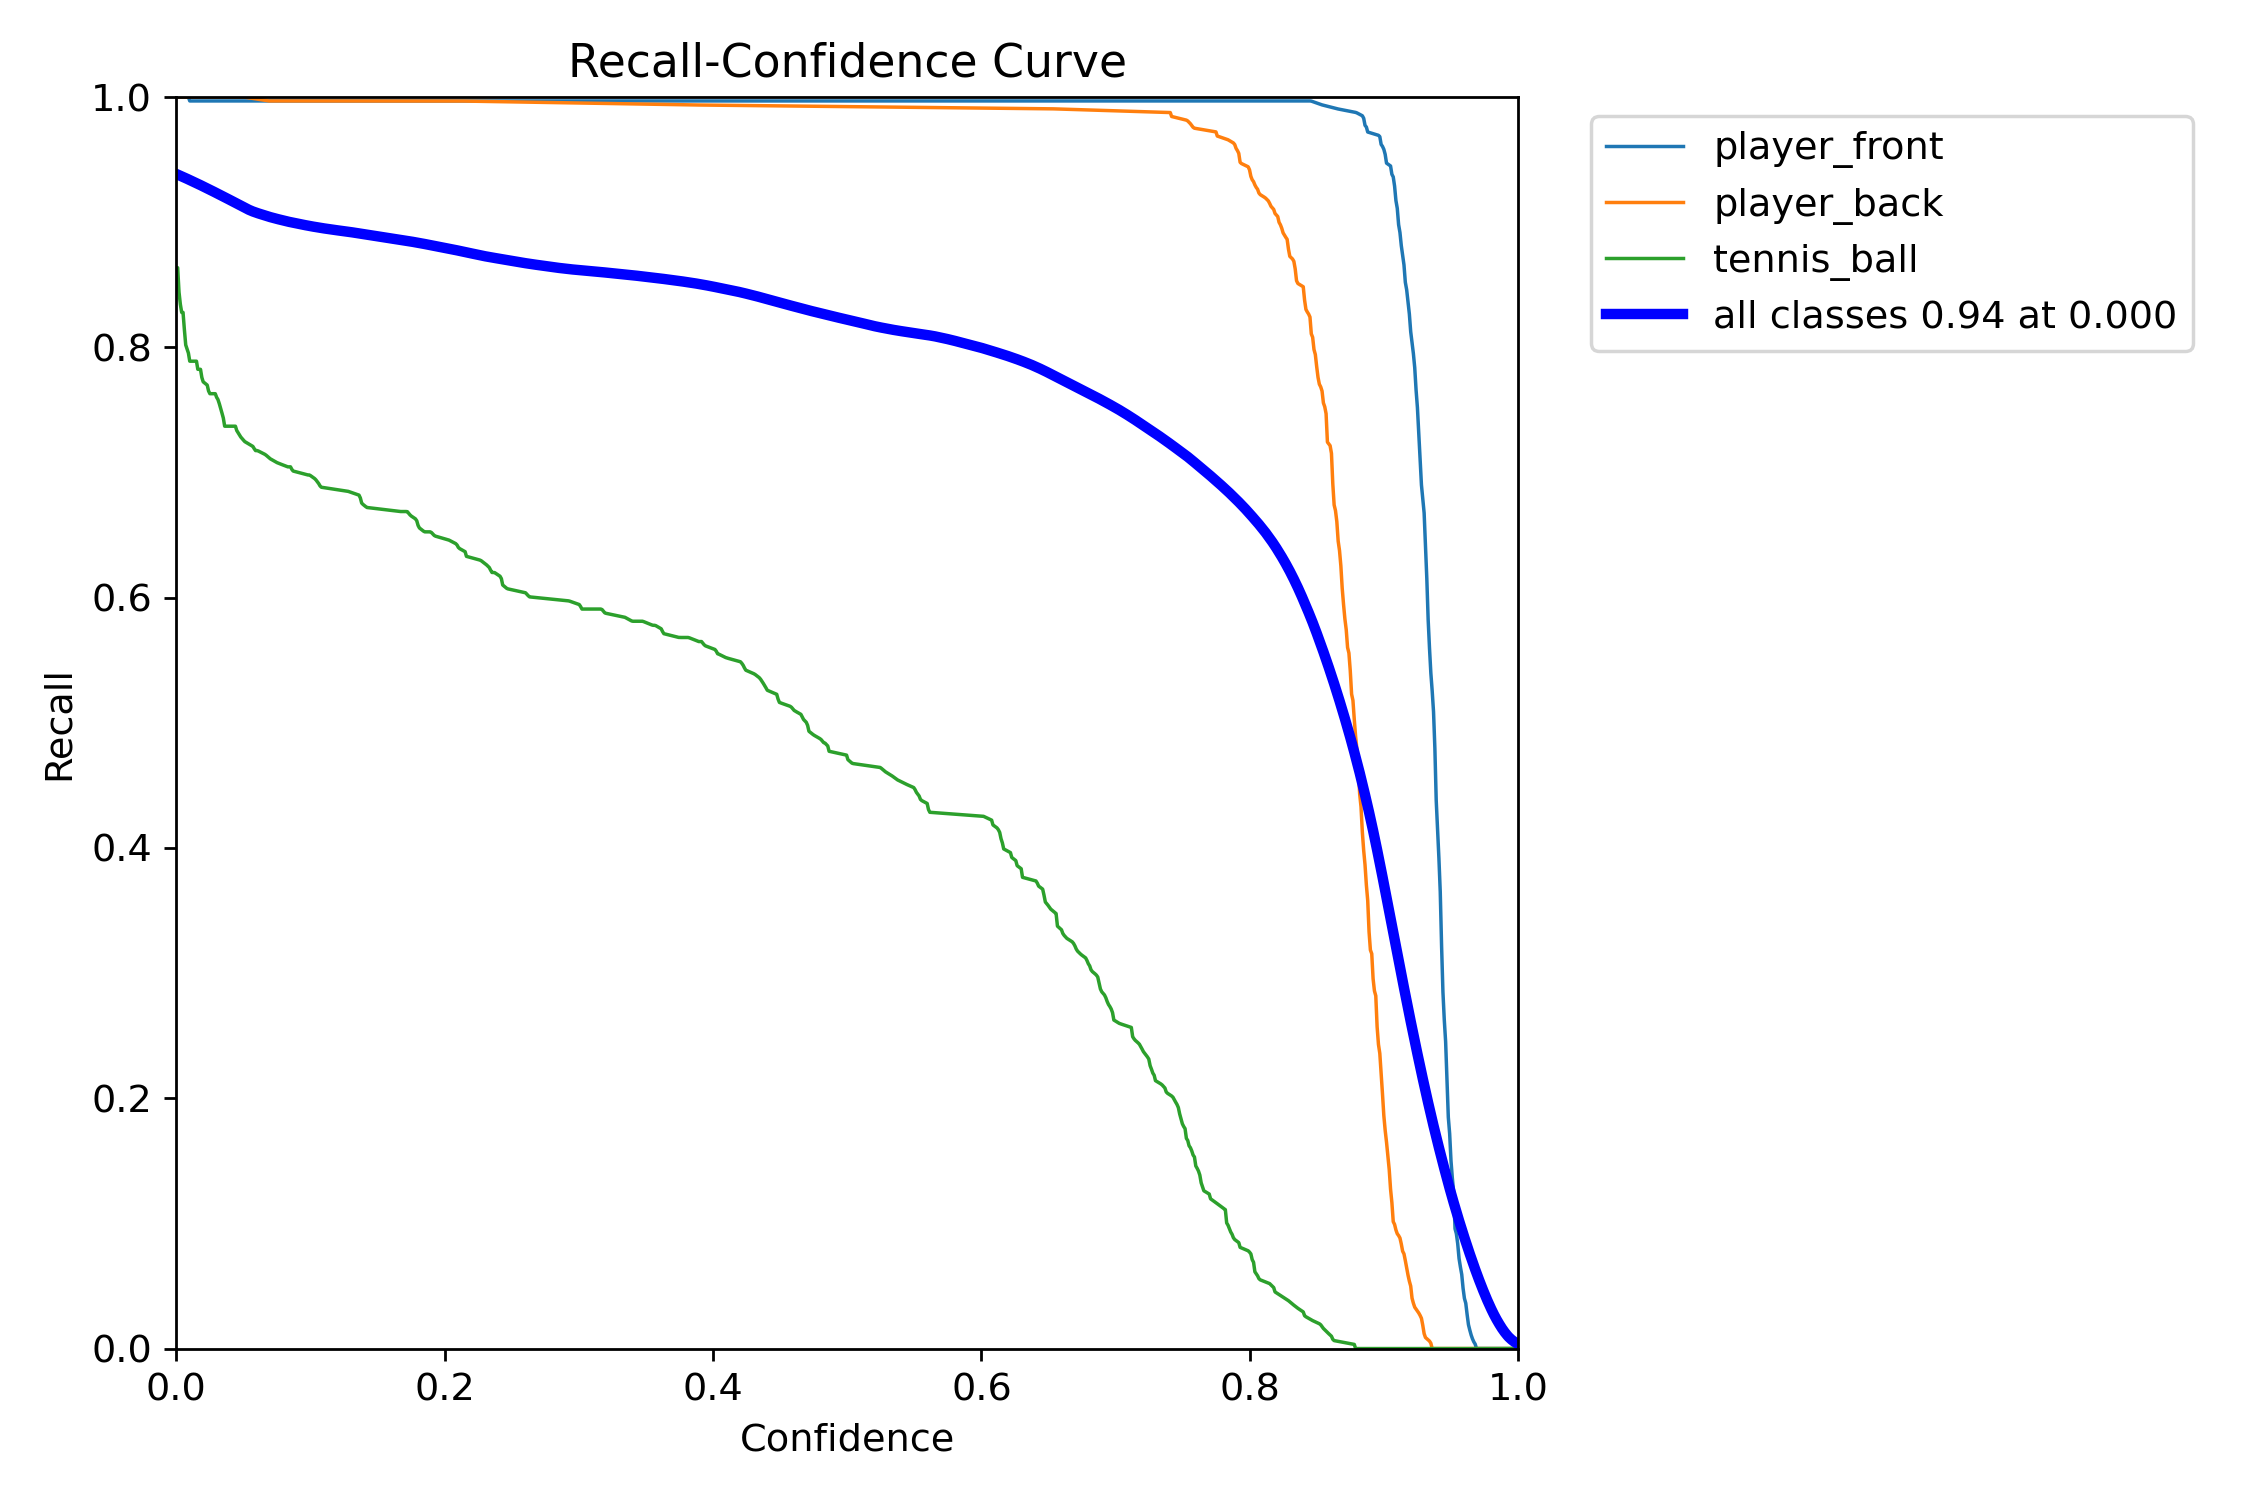 Recall-Confidence Curve
1.0
0.8
0.6
0.4
0.2
0.0
Recall
0.0 0.2 0.4 0.6 0.8 1.0
Confidence
player_front
player_back
tennis_ball
all classes 0.94 at 0.000